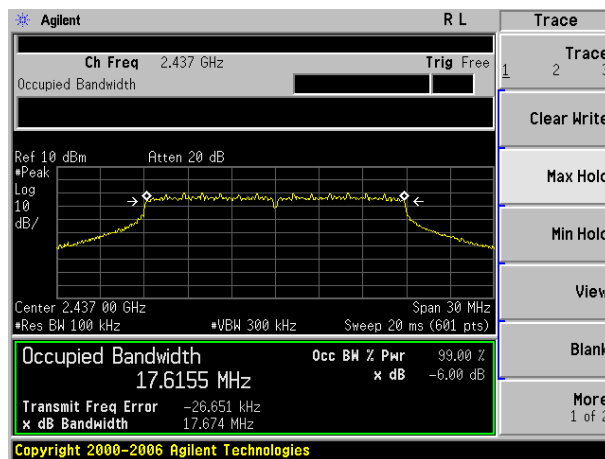 Agilent
R L
Trace
Ch Freq 2.437 GHz
Trig Free
Occupied Bandwidth
Trace
1 2 3
Clear Write
Max Hold
Min Hold
View
Blank
More
1 of 2
Ref 10 dBm Atten 20 dB
#Peak
Log
10
dB/
Center 2.437 00 GHz
Span 30 MHz
#Res BW 100 kHz
#VBW 300 kHz
Sweep 20 ms (601 pts)
Occupied Bandwidth
17.6155 MHz
Occ BW % Pwr 99.00 %
x dB -6.00 dB
Transmit Freq Error -26.651 kHz
x dB Bandwidth 17.674 MHz
Copyright 2000-2006 Agilent Technologies